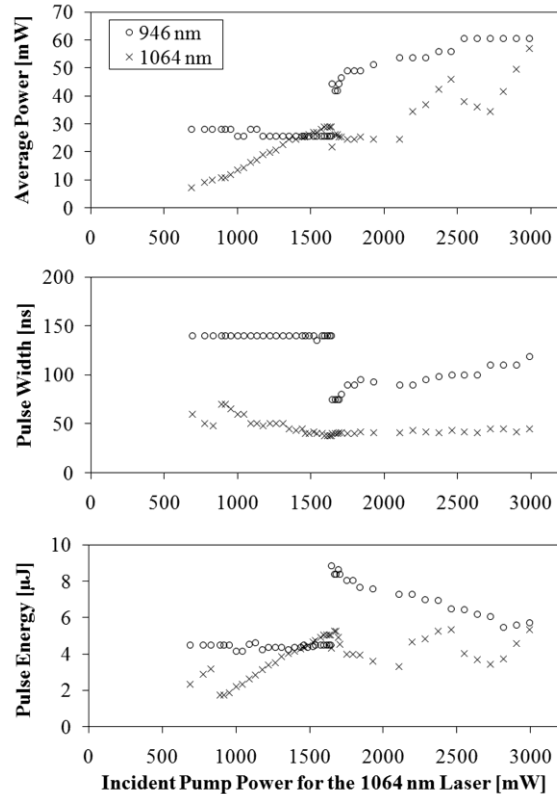 70
60
50
40
30
20
10
0
Average Power [mW]
946 nm
1064 nm
0 500 1000 1500 2000 2500 3000
200
150
100
50
0
Pulse Width [ns]
0 500 1000 1500 2000 2500 3000
10
8
6
4
2
0
Pulse Energy [µJ]
0 500 1000 1500 2000 2500 3000
Incident Pump Power for the 1064 nm Laser [mW]